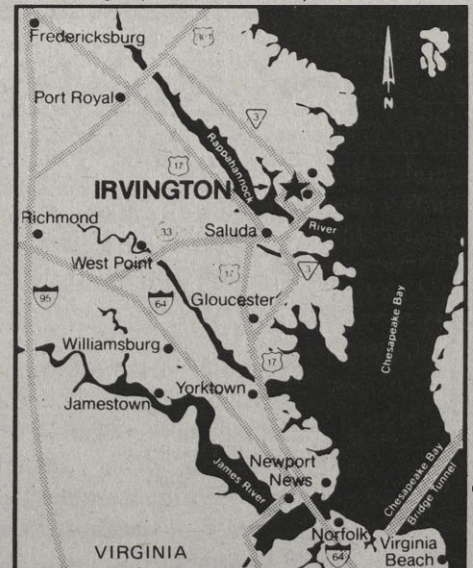 Fredericksburg
301
N
Port Royal
3
17
Rappahannock
IRVINGTON
Richmond
33
Saluda
River
West Point
17
3
95
64
Gloucester
Chesapeake Bay
Williamsburg
17
Yorktown
Jamestown
Newport
News
James River
Chesapeake Bay
Bridge Tunnel
Norfolk
VIRGINIA
64
Virginia
Beach